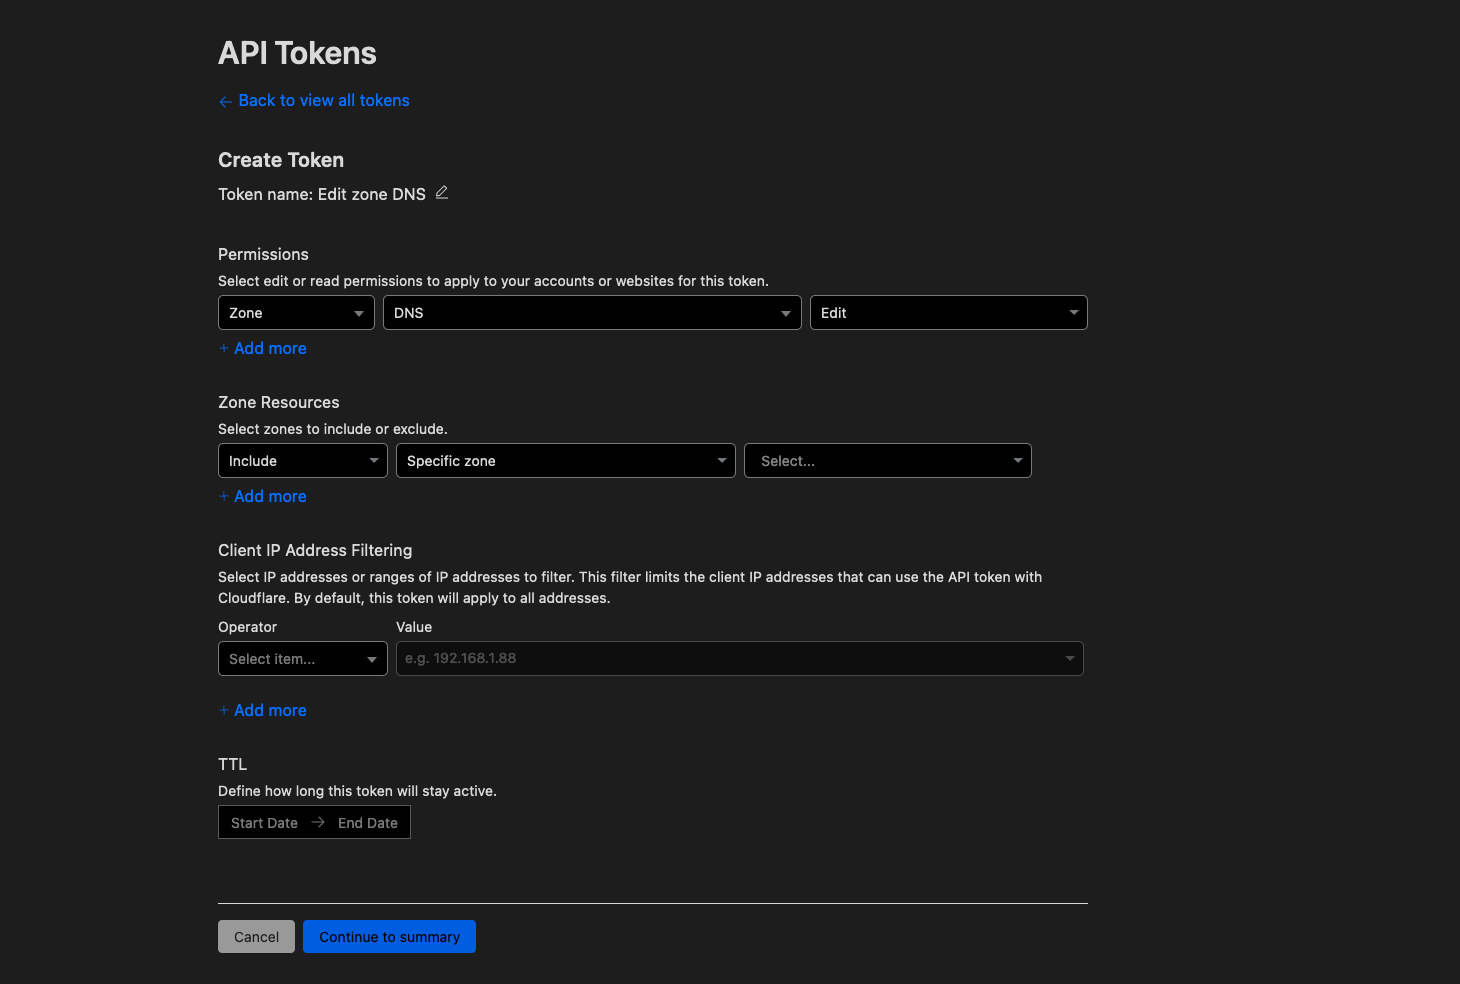 API Tokens
Back to view all tokens
Create Token
Token name: Edit zone DNS
Permissions
Select edit or read permissions to apply to your accounts or websites for this token.
Zone DNS Edit
+ Add more
Zone Resources
Select zones to include or exclude.
Include Specific zone Select...
+ Add more
Client IP Address Filtering
Select IP addresses or ranges of IP addresses to filter. This filter limits the client IP addresses that can use the API token with
Cloudflare. By default, this token will apply to all addresses.
Operator Value
Select item... e.g. 192.168.1.88
+ Add more
TTL
Define how long this token will stay active.
Start Date → End Date
Cancel Continue to summary